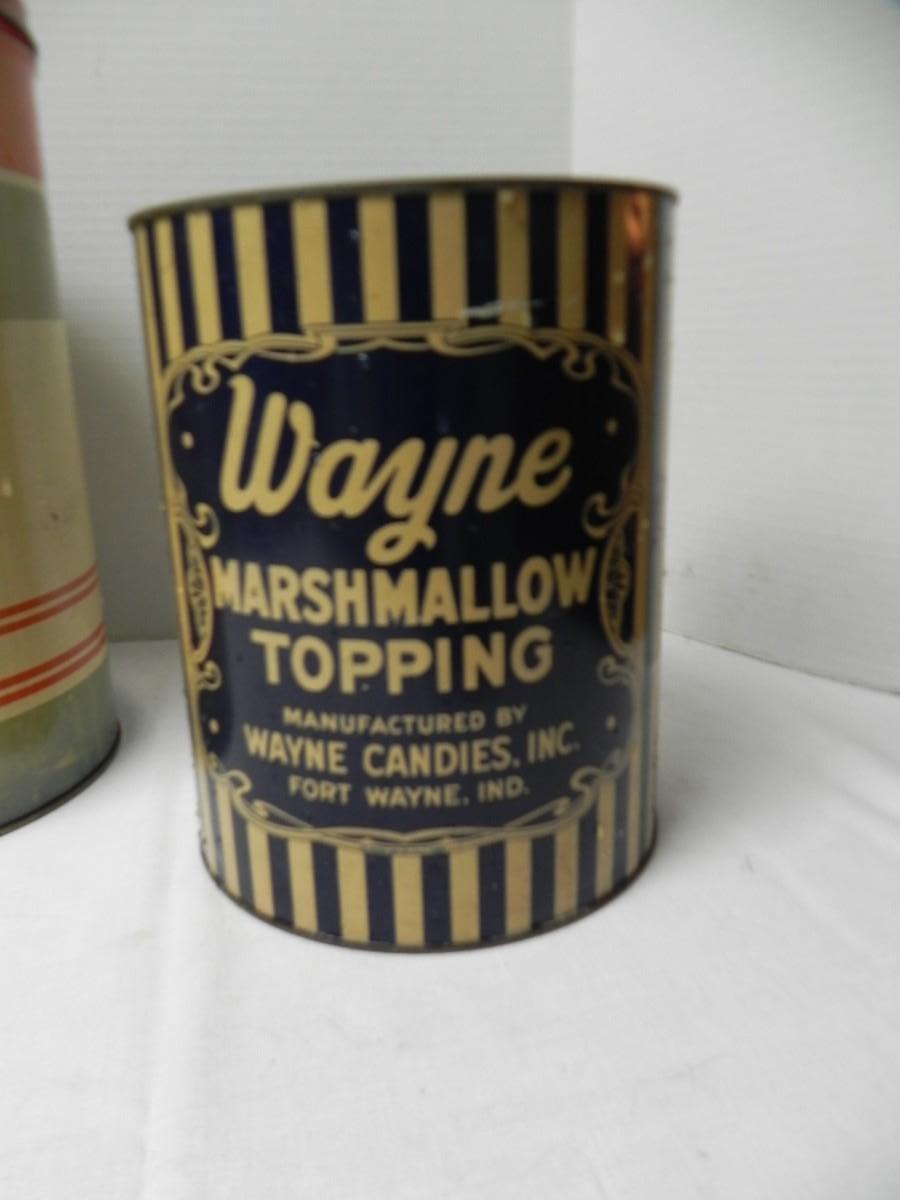 Wayne
MARSHMALLOW
TOPPING
MANUFACTURED BY
WAYNE CANDIES, INC.
FORT WAYNE, IND.